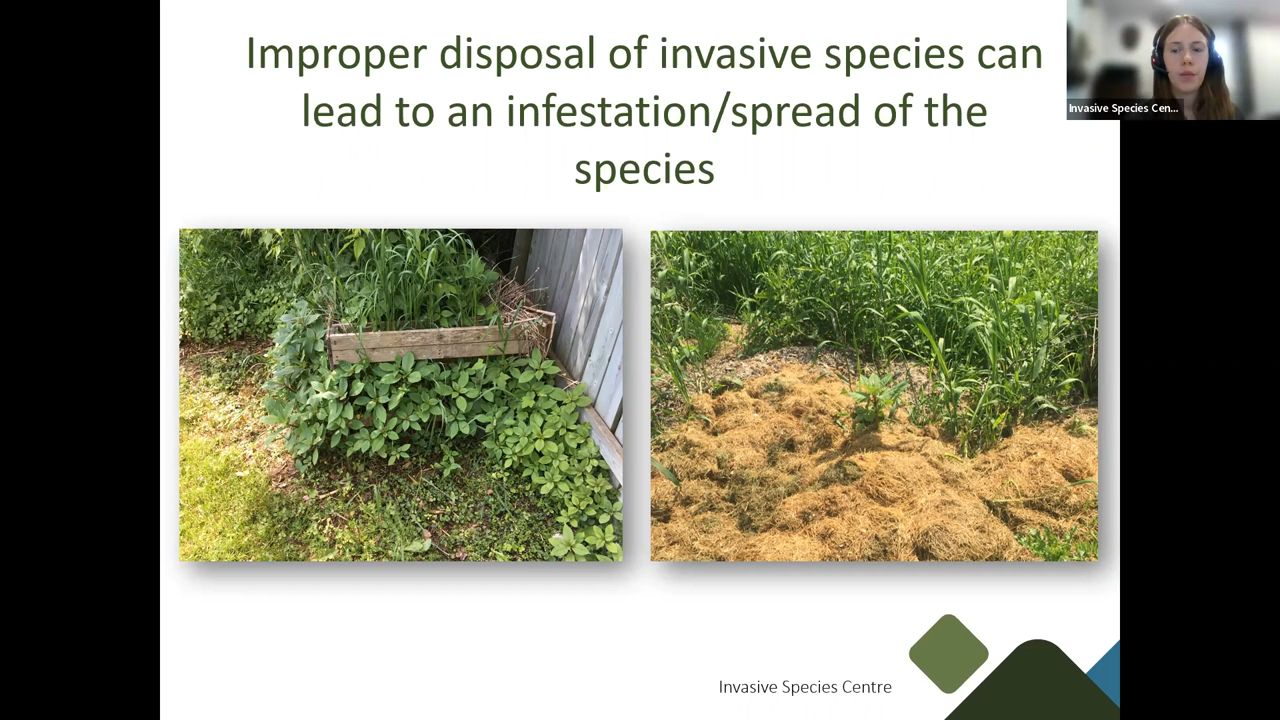 Improper disposal of invasive species can
lead to an infestation/spread of the
species
Invasive Species Cen...
Invasive Species Centre